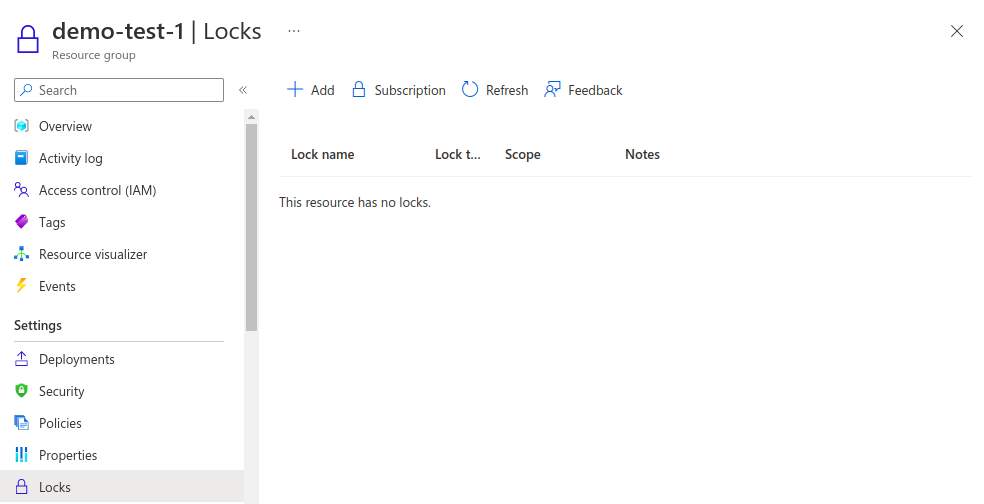 demo-test-1 | Locks ...
Resource group
Search
«
Add
Subscription
Refresh
Feedback
Overview
Activity log
Access control (IAM)
Tags
Resource visualizer
Events
Settings
Deployments
Security
Policies
Properties
Locks
Lock name Lock t... Scope Notes
This resource has no locks.